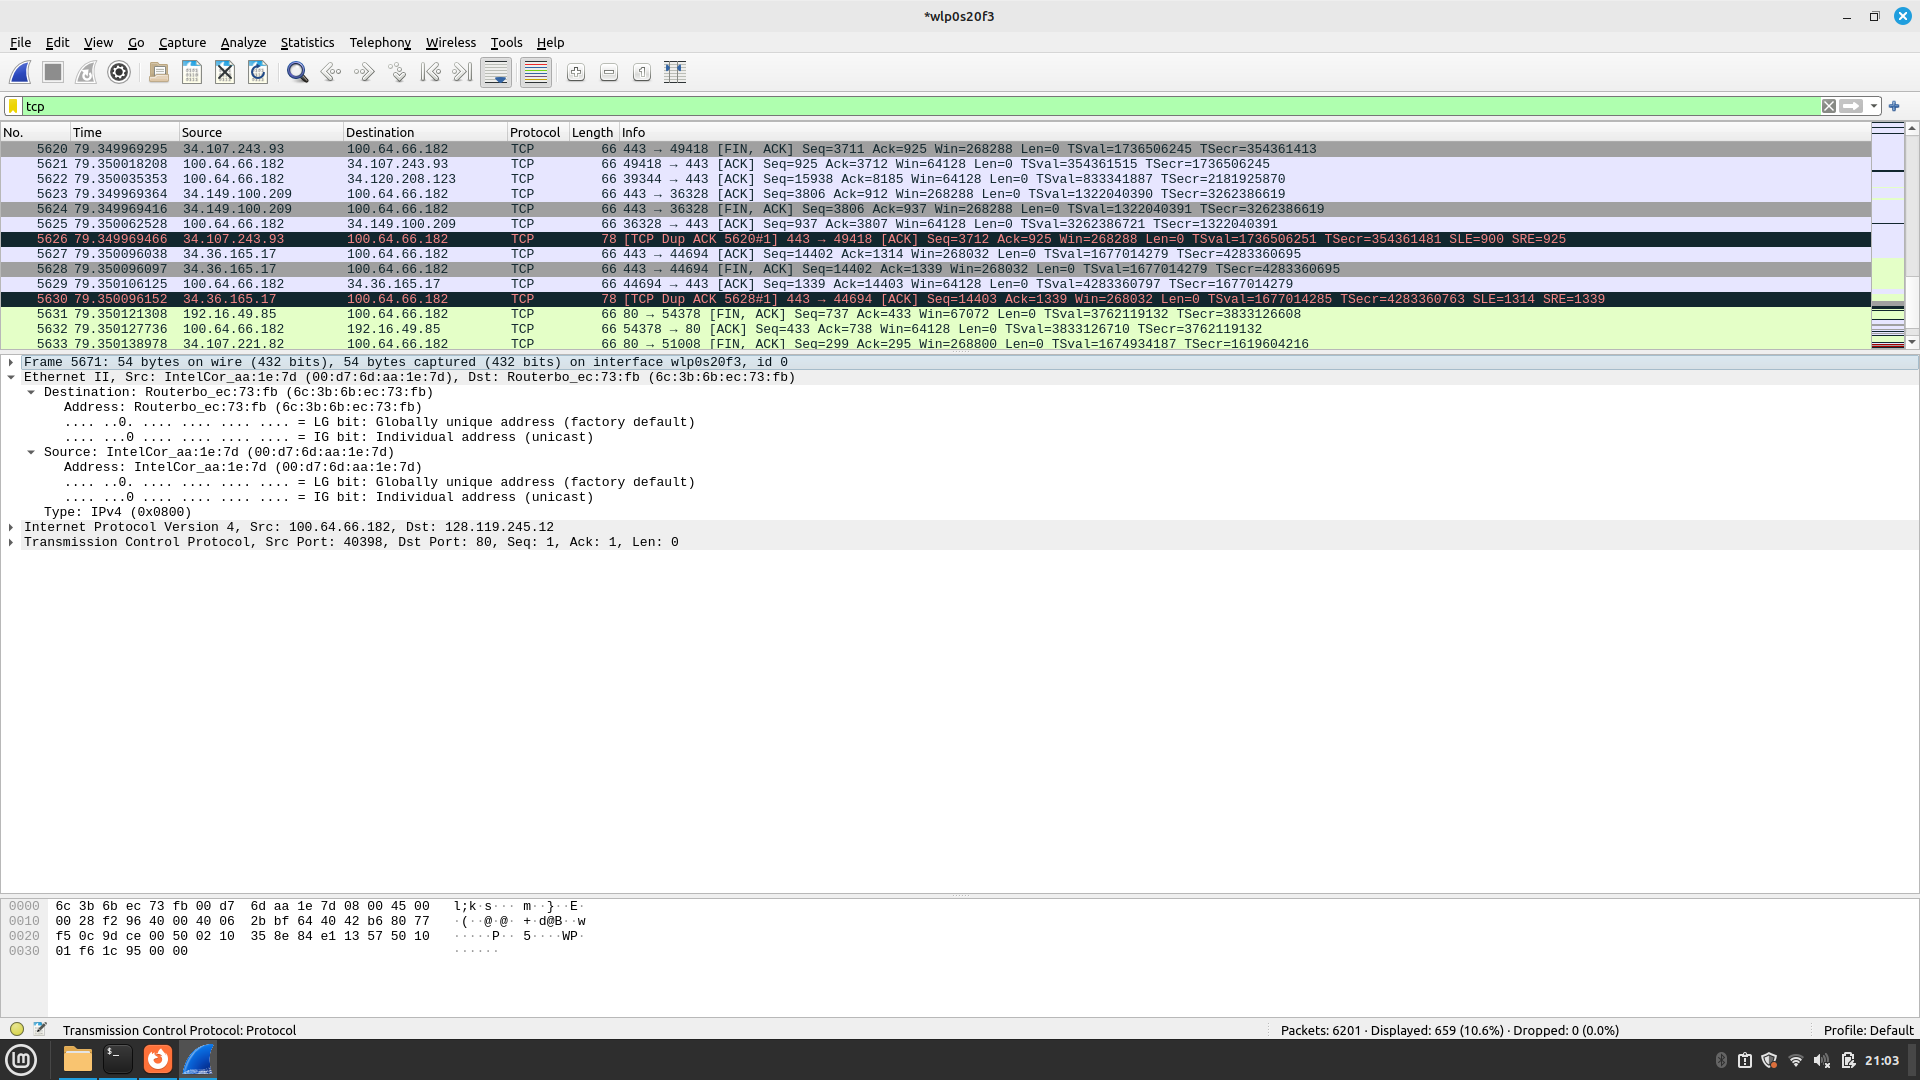 *wlp0s20f3
File Edit View Go Capture Analyze Statistics Telephony Wireless Tools Help
tcp
No. Time Source Destination Protocol Length Info
5620 79.349969295 34.107.243.93 100.64.66.182 TCP 66 443 → 49418 [FIN, ACK] Seq=3711 Ack=925 Win=268288 Len=0 TSval=1736506245 TSecr=354361413
5621 79.350018208 100.64.66.182 34.107.243.93 TCP 66 49418 → 443 [ACK] Seq=925 Ack=3712 Win=64128 Len=0 TSval=354361515 TSecr=1736506245
5622 79.350035353 100.64.66.182 34.120.208.123 TCP 66 39344 → 443 [ACK] Seq=15938 Ack=8185 Win=64128 Len=0 TSval=833341887 TSecr=2181925870
5623 79.349969364 34.149.100.209 100.64.66.182 TCP 66 443 → 36328 [ACK] Seq=3806 Ack=912 Win=268288 Len=0 TSval=1322040390 TSecr=3262386619
5624 79.349969416 34.149.100.209 100.64.66.182 TCP 66 443 → 36328 [FIN, ACK] Seq=3806 Ack=937 Win=268288 Len=0 TSval=1322040391 TSecr=3262386619
5625 79.350062528 100.64.66.182 34.149.100.209 TCP 66 36328 → 443 [ACK] Seq=937 Ack=3807 Win=64128 Len=0 TSval=3262386721 TSecr=1322040391
5626 79.349969466 34.107.243.93 100.64.66.182 TCP 78 [TCP Dup ACK 5620#1] 443 → 49418 [ACK] Seq=3712 Ack=925 Win=268288 Len=0 TSval=1736506251 TSecr=354361481 SLE=900 SRE=925
5627 79.350096038 34.36.165.17 100.64.66.182 TCP 66 443 → 44694 [ACK] Seq=14402 Ack=1314 Win=268032 Len=0 TSval=1677014279 TSecr=4283360695
5628 79.350096097 34.36.165.17 100.64.66.182 TCP 66 443 → 44694 [FIN, ACK] Seq=14402 Ack=1339 Win=268032 Len=0 TSval=1677014279 TSecr=4283360695
5629 79.350106125 100.64.66.182 34.36.165.17 TCP 66 44694 → 443 [ACK] Seq=1339 Ack=14403 Win=64128 Len=0 TSval=4283360797 TSecr=1677014279
5630 79.350096152 34.36.165.17 100.64.66.182 TCP 78 [TCP Dup ACK 5628#1] 443 → 44694 [ACK] Seq=14403 Ack=1339 Win=268032 Len=0 TSval=1677014285 TSecr=4283360763 SLE=1314 SRE=1339
5631 79.350121308 192.16.49.85 100.64.66.182 TCP 66 80 → 54378 [FIN, ACK] Seq=737 Ack=433 Win=67072 Len=0 TSval=3762119132 TSecr=3833126608
5632 79.350127736 100.64.66.182 192.16.49.85 TCP 66 54378 → 80 [ACK] Seq=433 Ack=738 Win=64128 Len=0 TSval=3833126710 TSecr=3762119132
5633 79.350138978 34.107.221.82 100.64.66.182 TCP 66 80 → 51008 [FIN, ACK] Seq=299 Ack=295 Win=268800 Len=0 TSval=1674934187 TSecr=1619604216
Frame 5671: 54 bytes on wire (432 bits), 54 bytes captured (432 bits) on interface wlp0s20f3, id 0
Ethernet II, Src: IntelCor_aa:1e:7d (00:d7:6d:aa:1e:7d), Dst: Routerbo_ec:73:fb (6c:3b:6b:ec:73:fb)
Destination: Routerbo_ec:73:fb (6c:3b:6b:ec:73:fb)
Address: Routerbo_ec:73:fb (6c:3b:6b:ec:73:fb)
.... ..0. .... .... .... .... = LG bit: Globally unique address (factory default)
.... ...0 .... .... .... .... = IG bit: Individual address (unicast)
Source: IntelCor_aa:1e:7d (00:d7:6d:aa:1e:7d)
Address: IntelCor_aa:1e:7d (00:d7:6d:aa:1e:7d)
.... ..0. .... .... .... .... = LG bit: Globally unique address (factory default)
.... ...0 .... .... .... .... = IG bit: Individual address (unicast)
Type: IPv4 (0x0800)
Internet Protocol Version 4, Src: 100.64.66.182, Dst: 128.119.245.12
Transmission Control Protocol, Src Port: 40398, Dst Port: 80, Seq: 1, Ack: 1, Len: 0
0000 6c 3b 6b ec 73 fb 00 d7 6d aa 1e 7d 08 00 45 00 l;k·s··· m··}··E·
0010 00 28 f2 96 40 00 40 06 2b bf 64 40 42 b6 80 77 ·(··@·@· +·d@B··w
0020 f5 0c 9d ce 00 50 02 10 35 8e 84 e1 13 57 50 10 ·····P·· 5····WP·
0030 01 f6 1c 95 00 00 ······
Transmission Control Protocol: Protocol
Packets: 6201 · Displayed: 659 (10.6%) · Dropped: 0 (0.0%)
Profile: Default
21:03